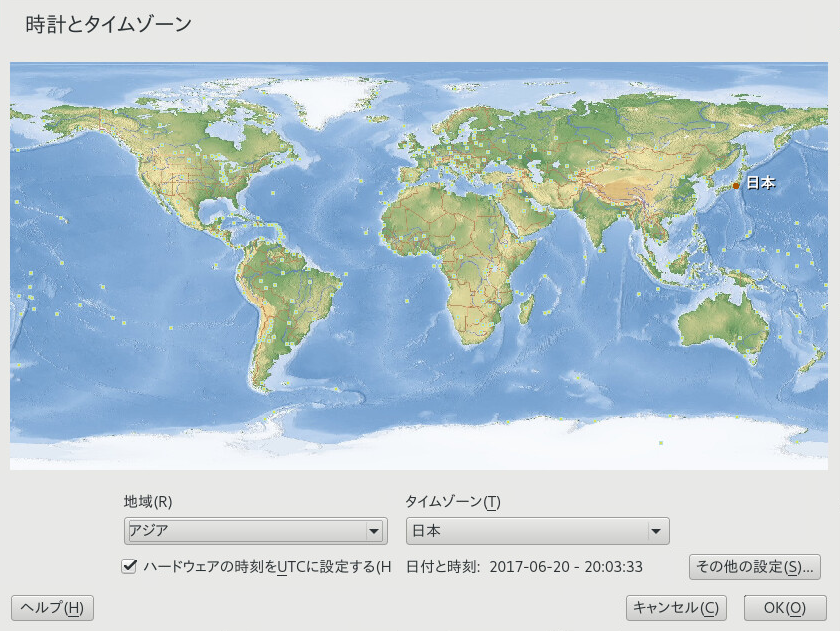 時計とタイムゾーン
日本
地域(R)
タイムゾーン(T)
アジア
日本
ハードウェアの時刻をUTCに設定する(H
日付と時刻: 2017-06-20 - 20:03:33
その他の設定(S)...
ヘルプ(H)
キャンセル(C)
OK(O)